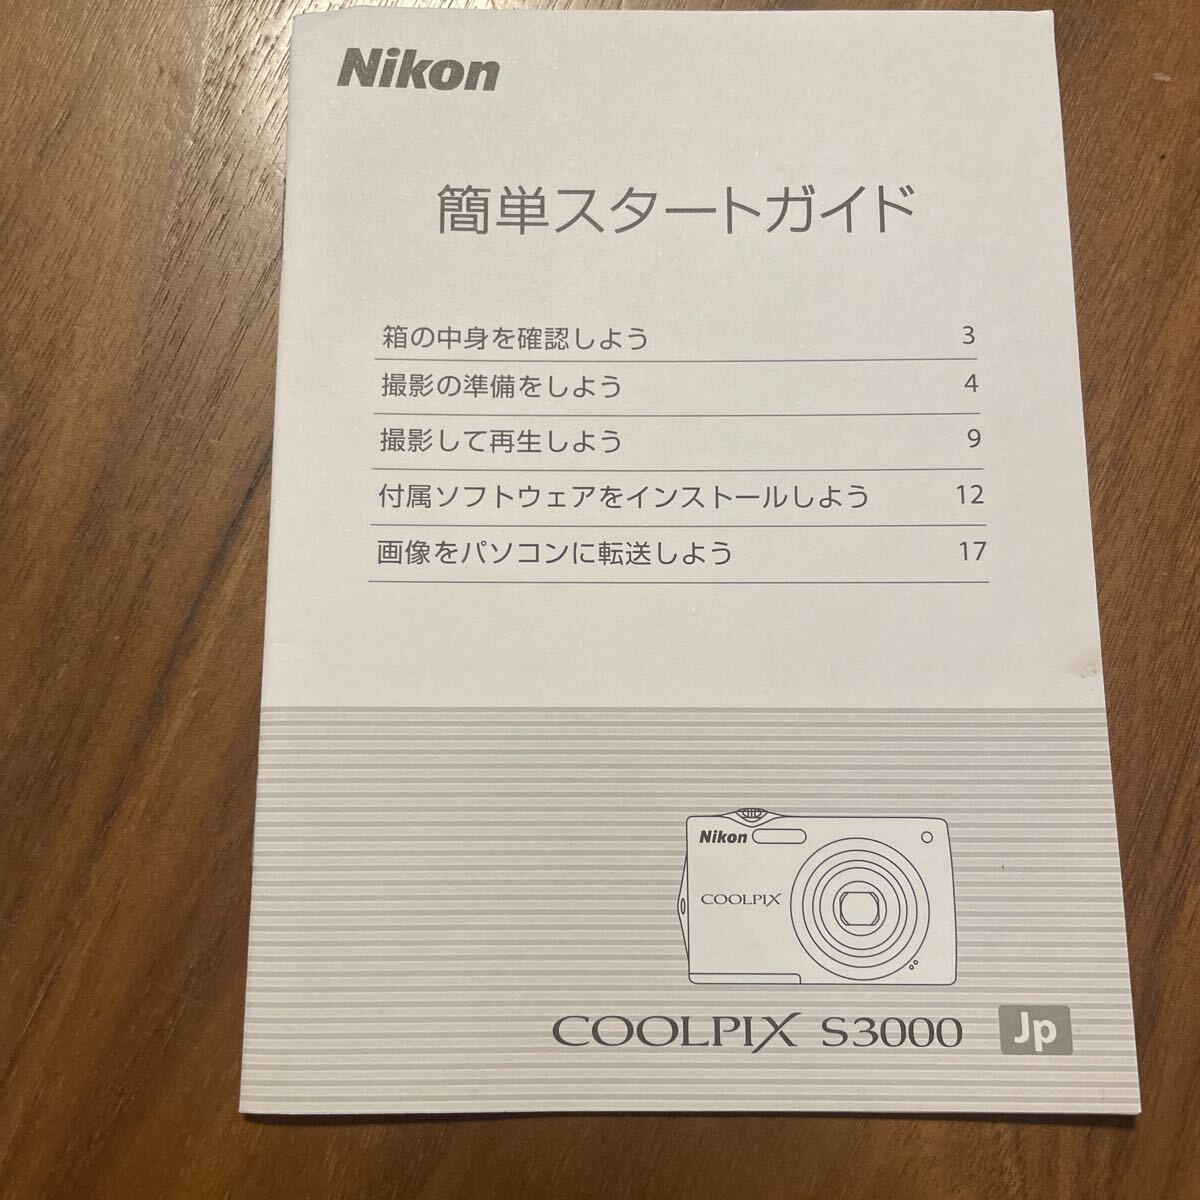 Nikon
簡単スタートガイド
箱の中身を確認しよう 3
撮影の準備をしよう 4
撮影して再生しよう 9
付属ソフトウェアをインストールしよう 12
画像をパソコンに転送しよう 17
Nikon
COOLPIX
COOLPIX S3000 Jp